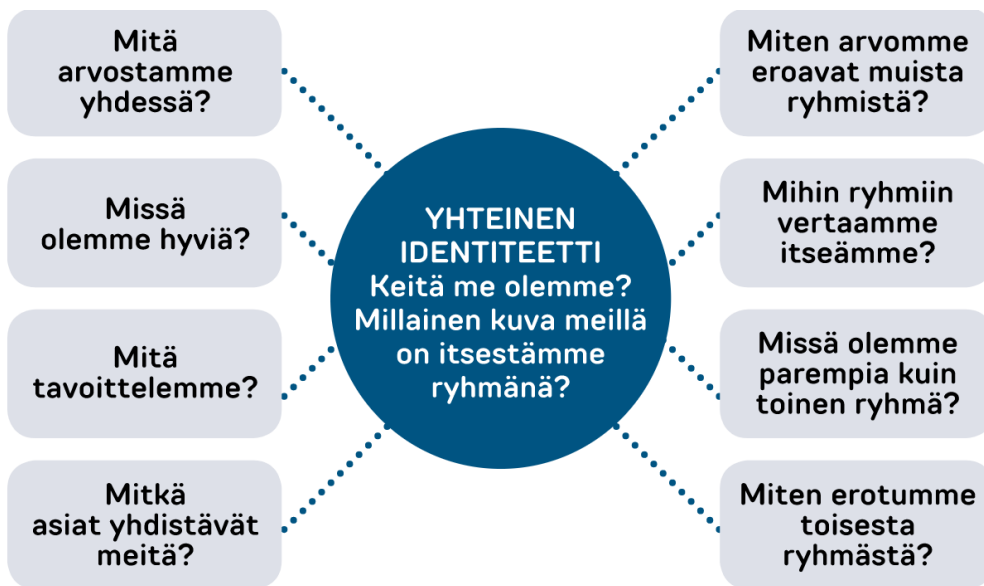 Mitä
arvostamme
yhdessä?
Missä
olemme hyviä?
Mitä
tavoittelemme?
Mitkä
asiat yhdistävät
meitä?
YHTEINEN
IDENTITEETTI
Keitä me olemme?
Millainen kuva meillä
on itsestämme
ryhmänä?
Miten arvomme
eroavat muista
ryhmistä?
Mihin ryhmiin
vertaamme
itseämme?
Missä olemme
parempia kuin
toinen ryhmä?
Miten erotumme
toisesta
ryhmästä?